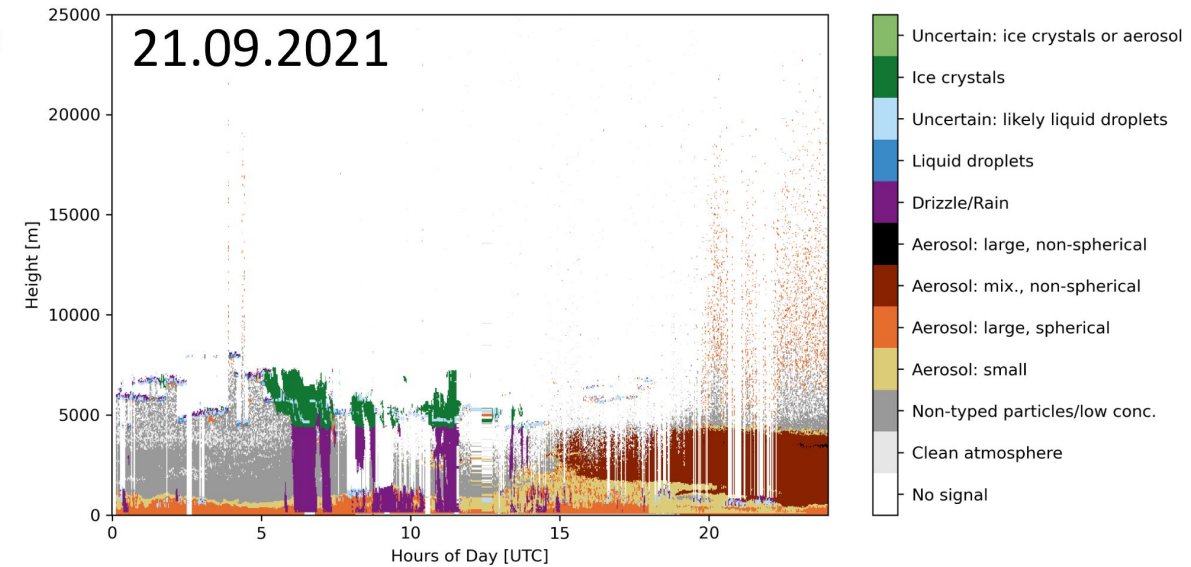 21.09.2021
25000
20000
15000
10000
5000
0
Height [m]
0 5 10 15 20
Hours of Day [UTC]
Uncertain: ice crystals or aerosol
Ice crystals
Uncertain: likely liquid droplets
Liquid droplets
Drizzle/Rain
Aerosol: large, non-spherical
Aerosol: mix., non-spherical
Aerosol: large, spherical
Aerosol: small
Non-typed particles/low conc.
Clean atmosphere
No signal